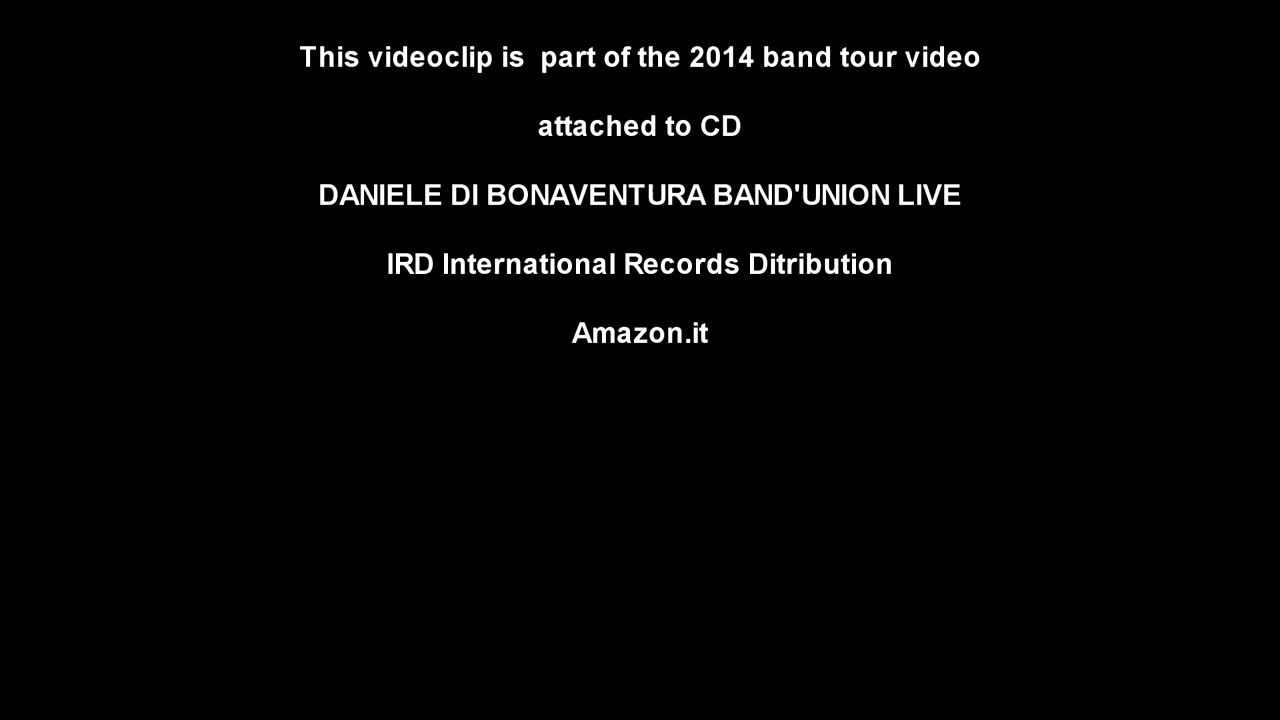 This videoclip is  part of the 2014 band tour video
attached to CD
DANIELE DI BONAVENTURA BAND'UNION LIVE
IRD International Records Ditribution
Amazon.it